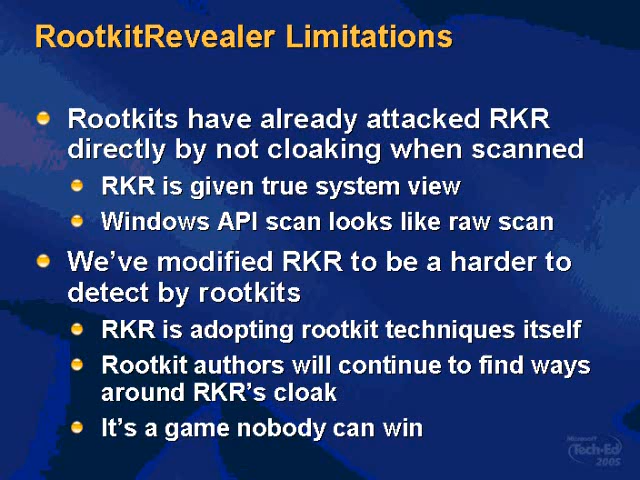 RootkitRevealer Limitations
Rootkits have already attacked RKR
directly by not cloaking when scanned
RKR is given true system view
Windows API scan looks like raw scan
We've modified RKR to be a harder to
detect by rootkits
RKR is adopting rootkit techniques itself
Rootkit authors will continue to find ways
around RKR's cloak
It's a game nobody can win
Microsoft
Tech·Ed
2005